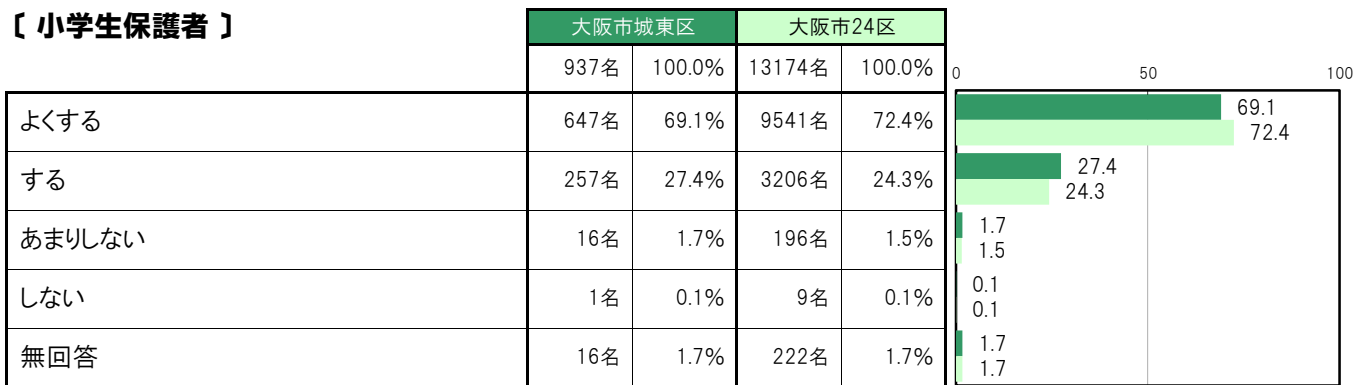 〔 小学生保護者 〕
大阪市城東区 大阪市24区
937名 100.0% 13174名 100.0%
0 50 100
よくする 647名 69.1% 9541名 72.4%
69.1
72.4
する 257名 27.4% 3206名 24.3%
27.4
24.3
あまりしない 16名 1.7% 196名 1.5%
1.7
1.5
しない 1名 0.1% 9名 0.1%
0.1
0.1
無回答 16名 1.7% 222名 1.7%
1.7
1.7